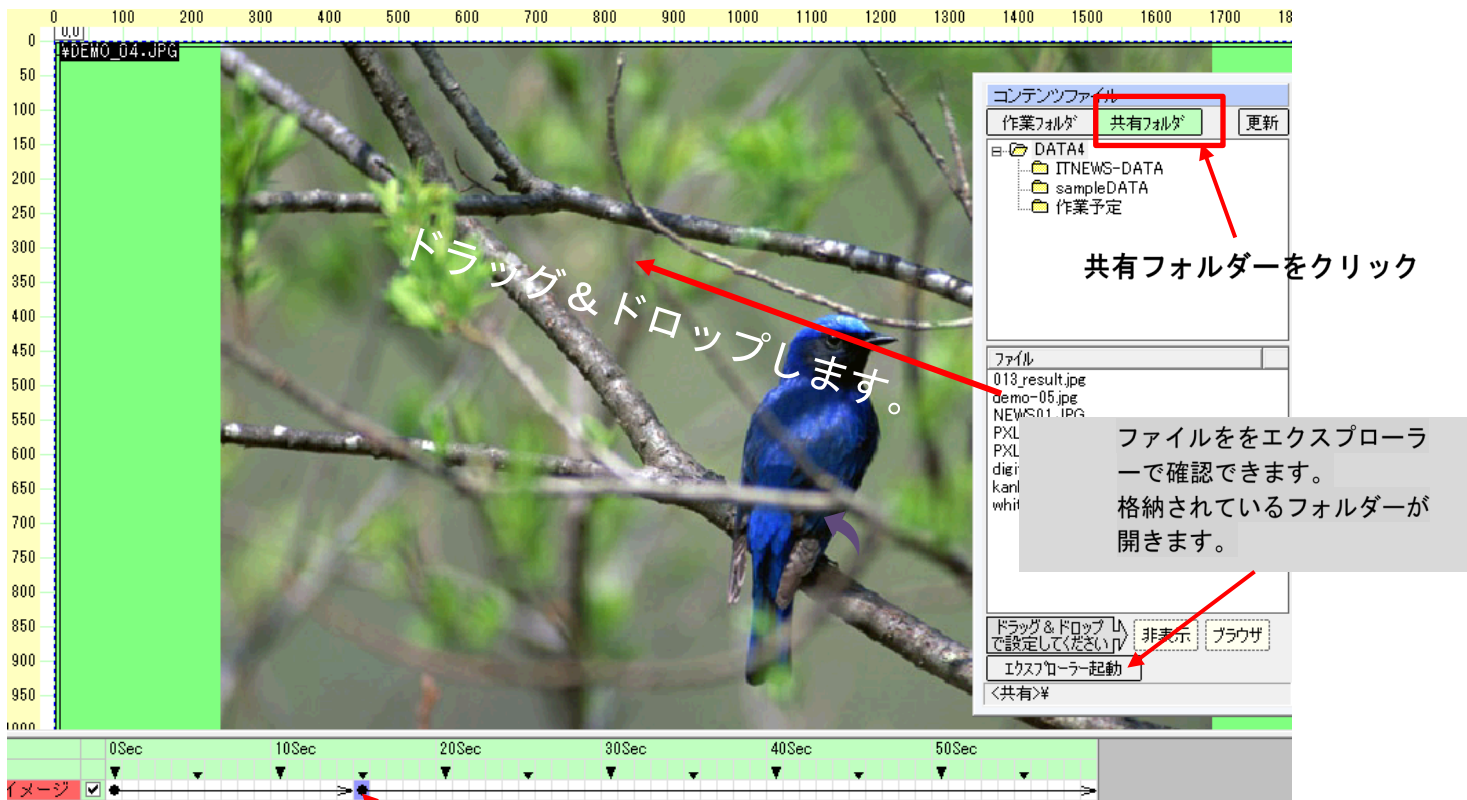 0 100 200 300 400 500 600 700 800 900 1000 1100 1200 1300 1400 1500 1600 1700 18
0,0
¥DEMO_04.JPG
0
50
100
150
200
250
300
350
400
450
500
550
600
650
700
750
800
850
900
950
1000
コンテンツファイル
作業フォルダ 共有フォルダ 更新
DATA4
ITNEWS-DATA
sampleDATA
作業予定
共有フォルダーをクリック
ドラッグ＆ドロップします。
ファイル
013_result.jpg
demo-05.jpg
NEWS01.JPG
PXL
PXL
digi
kan
whit
ファイルををエクスプローラ
ーで確認できます。
格納されているフォルダーが
開きます。
ドラッグ＆ドロップ
で設定してください
非表示 ブラウザ
エクスプローラー起動
<共有>¥
0Sec 10Sec 20Sec 30Sec 40Sec 50Sec
イメージ